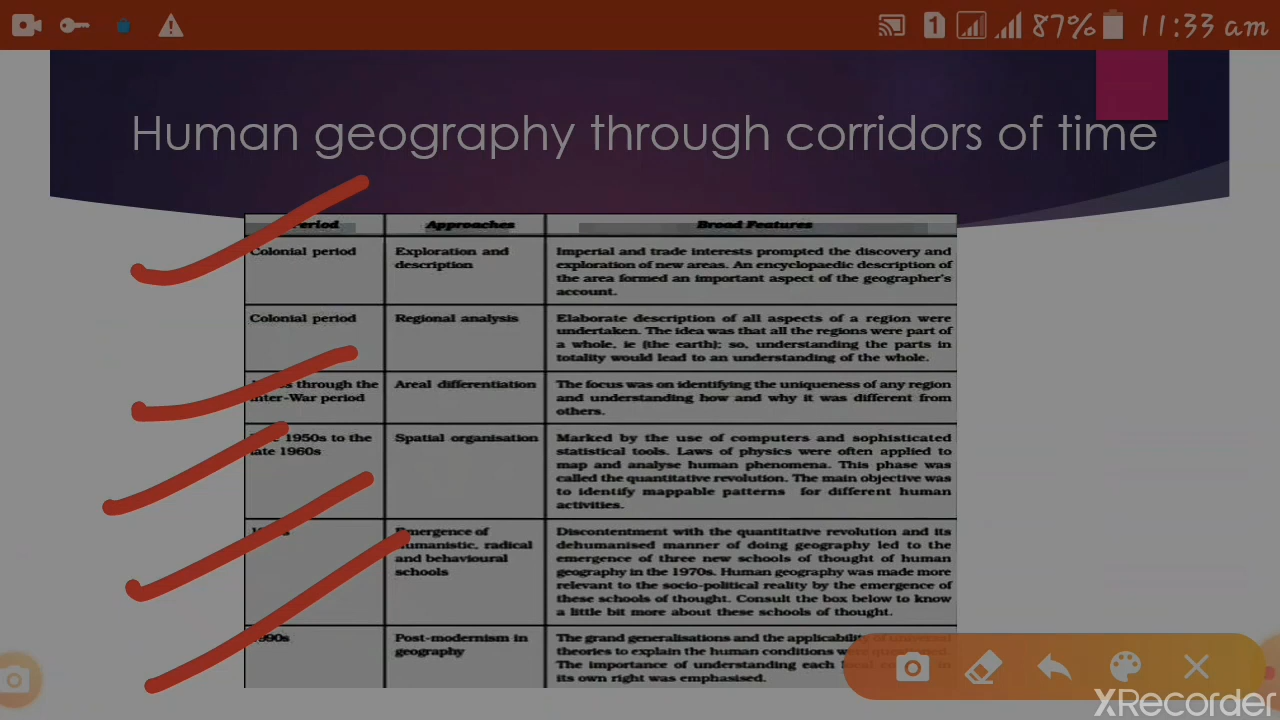 1 87% 11:33 am
Human geography through corridors of time
Period Approaches Broad Features
Colonial period
Exploration and
description
Imperial and trade interests prompted the discovery and
exploration of new areas. An encyclopaedic description of
the area formed an important aspect of the geographer's
account.
Colonial period
Regional analysis
Elaborate description of all aspects of a region were
undertaken. The idea was that all the regions were part of
a whole, ie (the earth); so, understanding the parts in
totality would lead to an understanding of the whole.
through the
Inter-War period
Areal differentiation
The focus was on identifying the uniqueness of any region
and understanding how and why it was different from
others.
1950s to the
late 1960s
Spatial organisation
Marked by the use of computers and sophisticated
statistical tools. Laws of physics were often applied to
map and analyse human phenomena. This phase was
called the quantitative revolution. The main objective was
to identify mappable patterns for different human
activities.
Emergence of
humanistic, radical
and behavioural
schools
Discontentment with the quantitative revolution and its
dehumanised manner of doing geography led to the
emergence of three new schools of thought of human
geography in the 1970s. Human geography was made more
relevant to the socio-political reality by the emergence of
these schools of thought. Consult the box below to know
a little bit more about these schools of thought.
1990s
Post-modernism in
geography
The grand generalisations and the applicability of universal
theories to explain the human conditions were questioned.
The importance of understanding each local context in
its own right was emphasised.
XRecorder